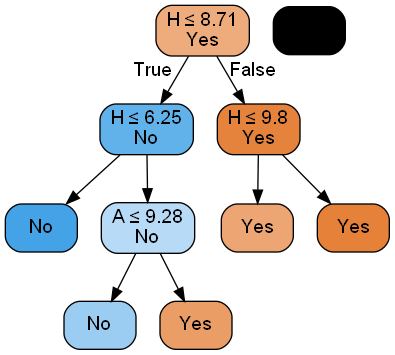 H ≤ 8.71
Yes
True
False
H ≤ 6.25
No
H ≤ 9.8
Yes
No
A ≤ 9.28
No
Yes
Yes
No
Yes